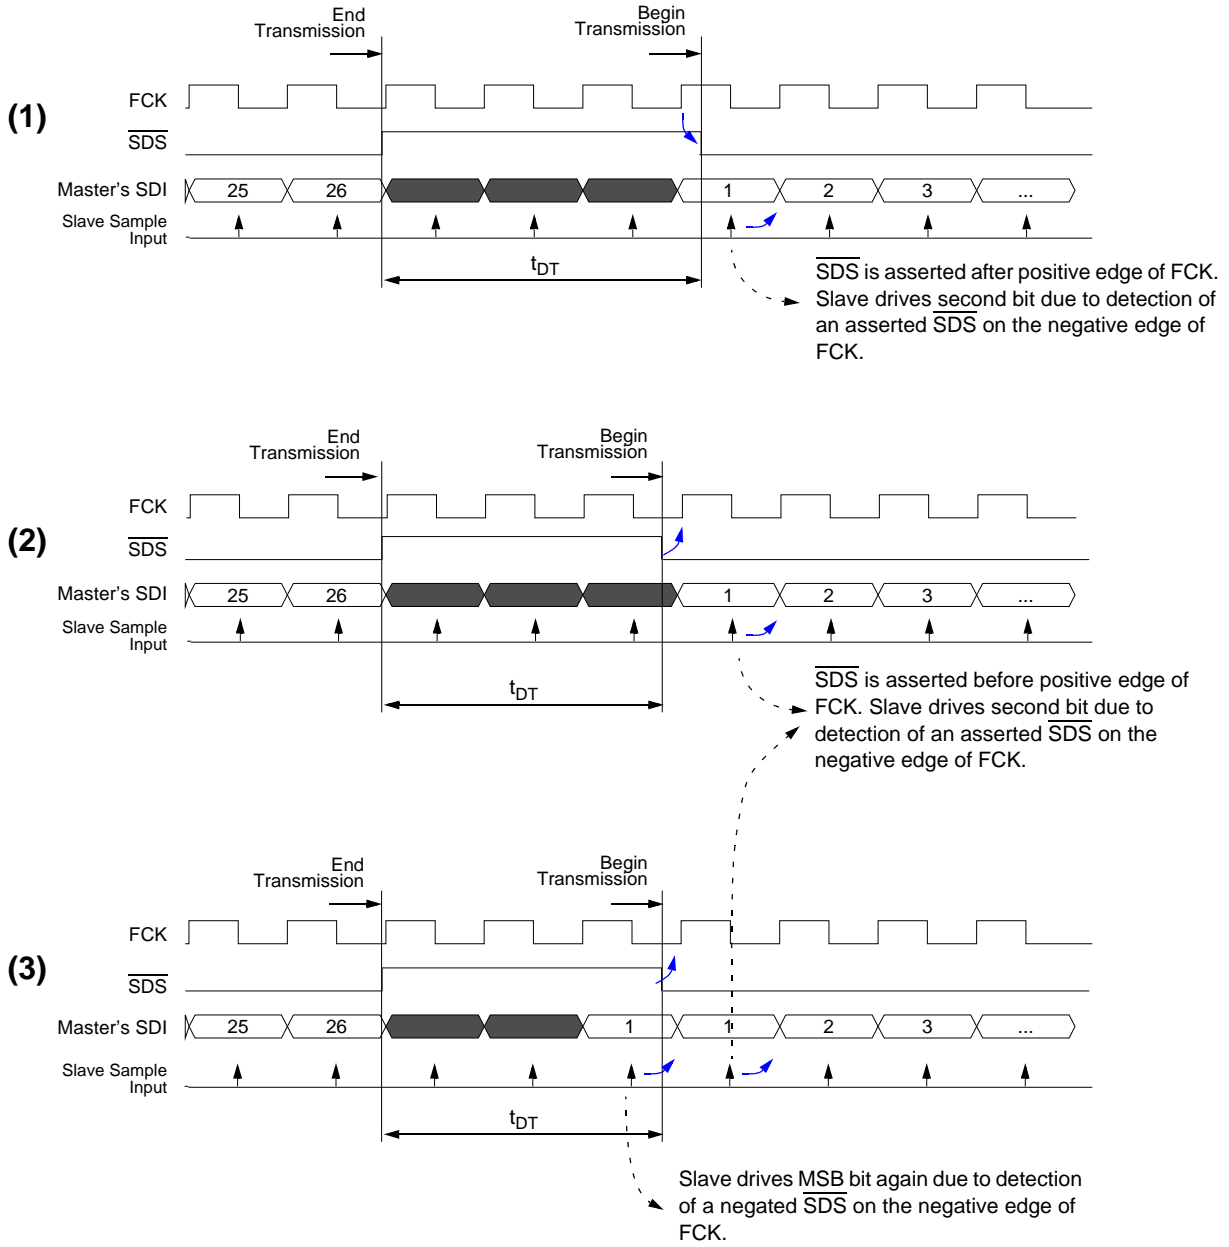 End
Transmission
Begin
Transmission
(1)
FCK
SDS
Master's SDI
25 26 1 2 3 ...
Slave Sample
Input
tDT
SDS is asserted after positive edge of FCK.
Slave drives second bit due to detection of
an asserted SDS on the negative edge of
FCK.
End
Transmission
Begin
Transmission
(2)
FCK
SDS
Master's SDI
25 26 1 2 3 ...
Slave Sample
Input
tDT
SDS is asserted before positive edge of
FCK. Slave drives second bit due to
detection of an asserted SDS on the
negative edge of FCK.
End
Transmission
Begin
Transmission
(3)
FCK
SDS
Master's SDI
25 26 1 1 2 3 ...
Slave Sample
Input
tDT
Slave drives MSB bit again due to detection
of a negated SDS on the negative edge of
FCK.